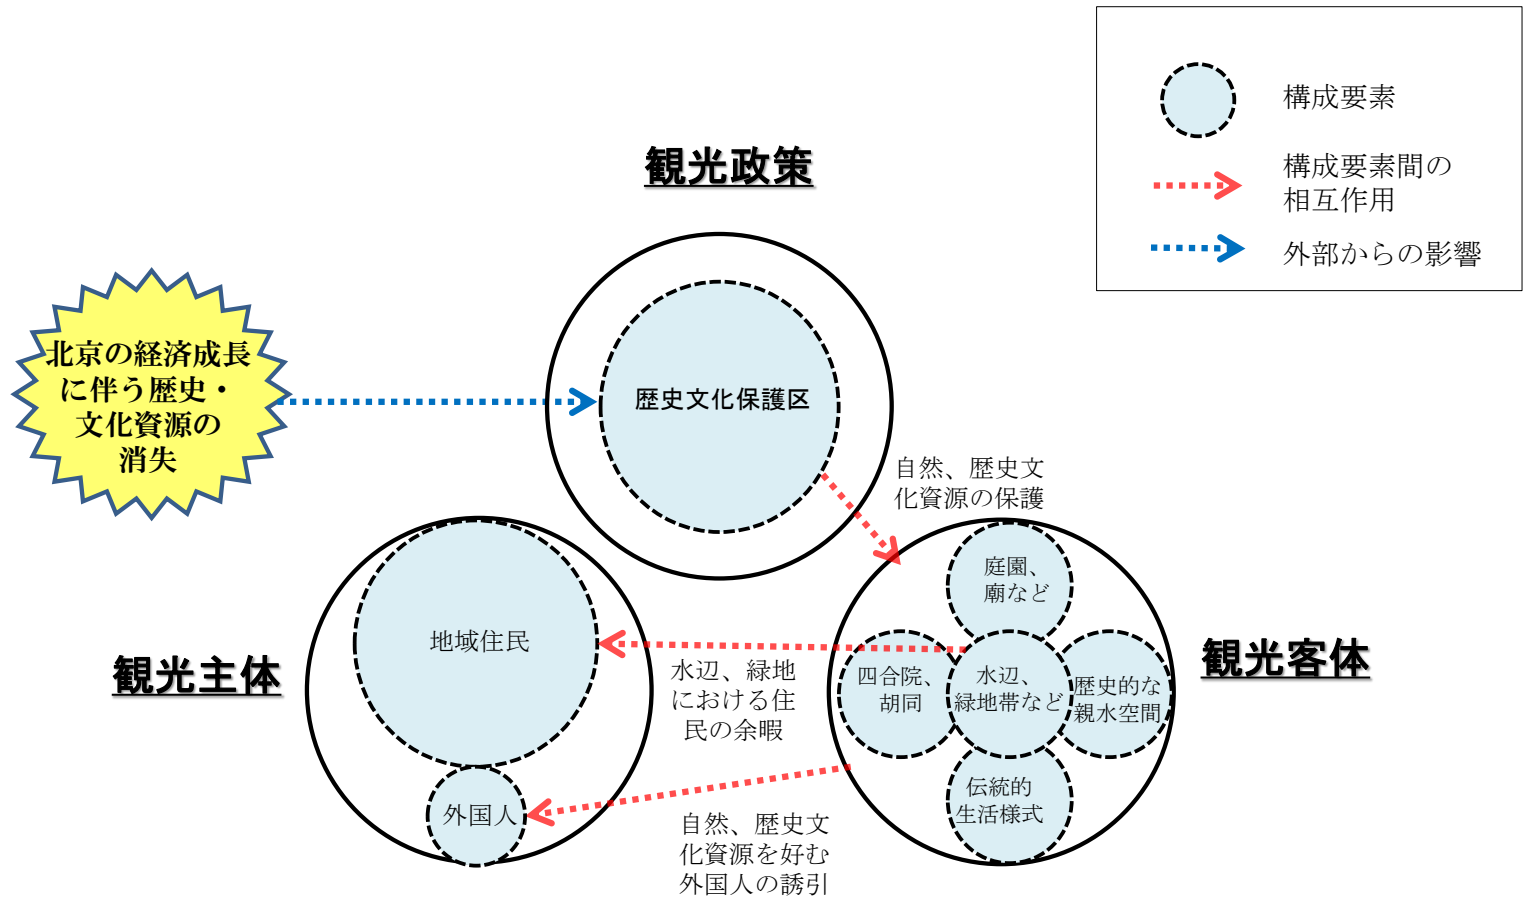 構成要素
構成要素間の
相互作用
外部からの影響
観光政策
北京の経済成長
に伴う歴史・
文化資源の
消失
歴史文化保護区
自然、歴史文
化資源の保護
観光主体
地域住民
外国人
水辺、緑地
における住
民の余暇
自然、歴史文
化資源を好む
外国人の誘引
観光客体
庭園、
廟など
四合院、
胡同
水辺、
緑地帯など
歴史的な
親水空間
伝統的
生活様式